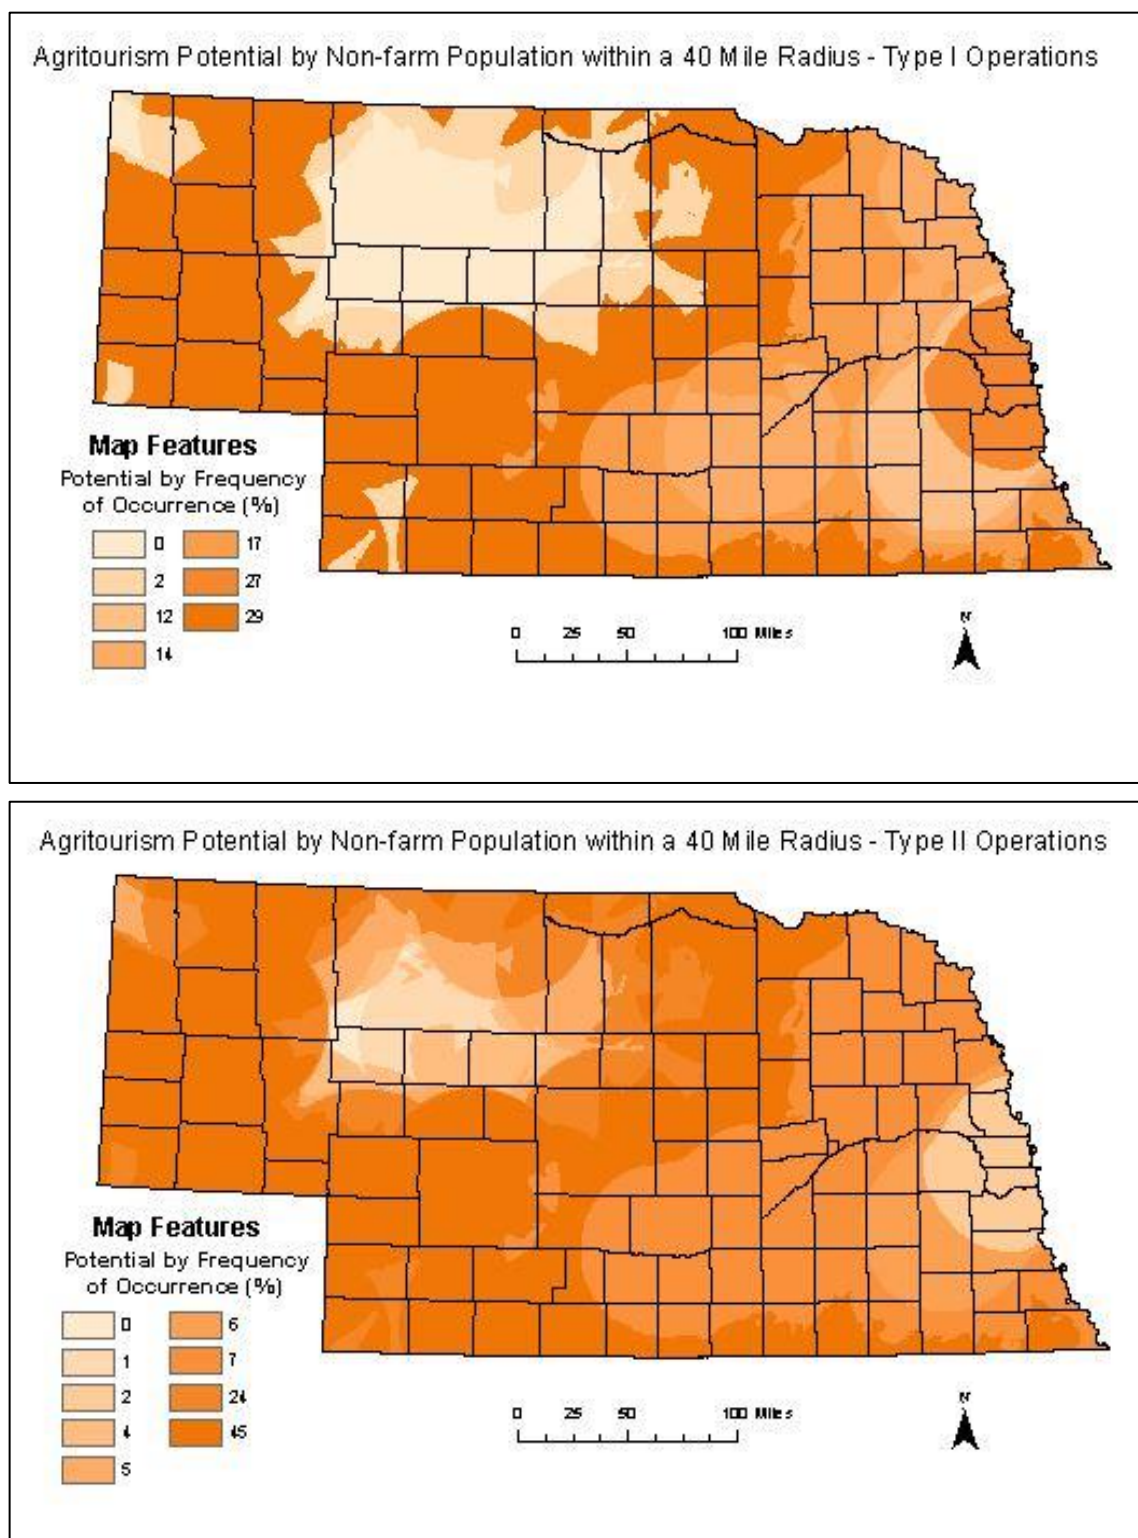 Agritourism Potential by Non-farm Population within a 40 Mile Radius - Type I Operations
Map Features
Potential by Frequency
of Occurrence (%)
0 17
2 27
12 29
14
0 25 50 100 Miles
N
Agritourism Potential by Non-farm Population within a 40 Mile Radius - Type II Operations
Map Features
Potential by Frequency
of Occurrence (%)
0 6
1 7
2 24
4 45
5
0 25 50 100 Miles
N